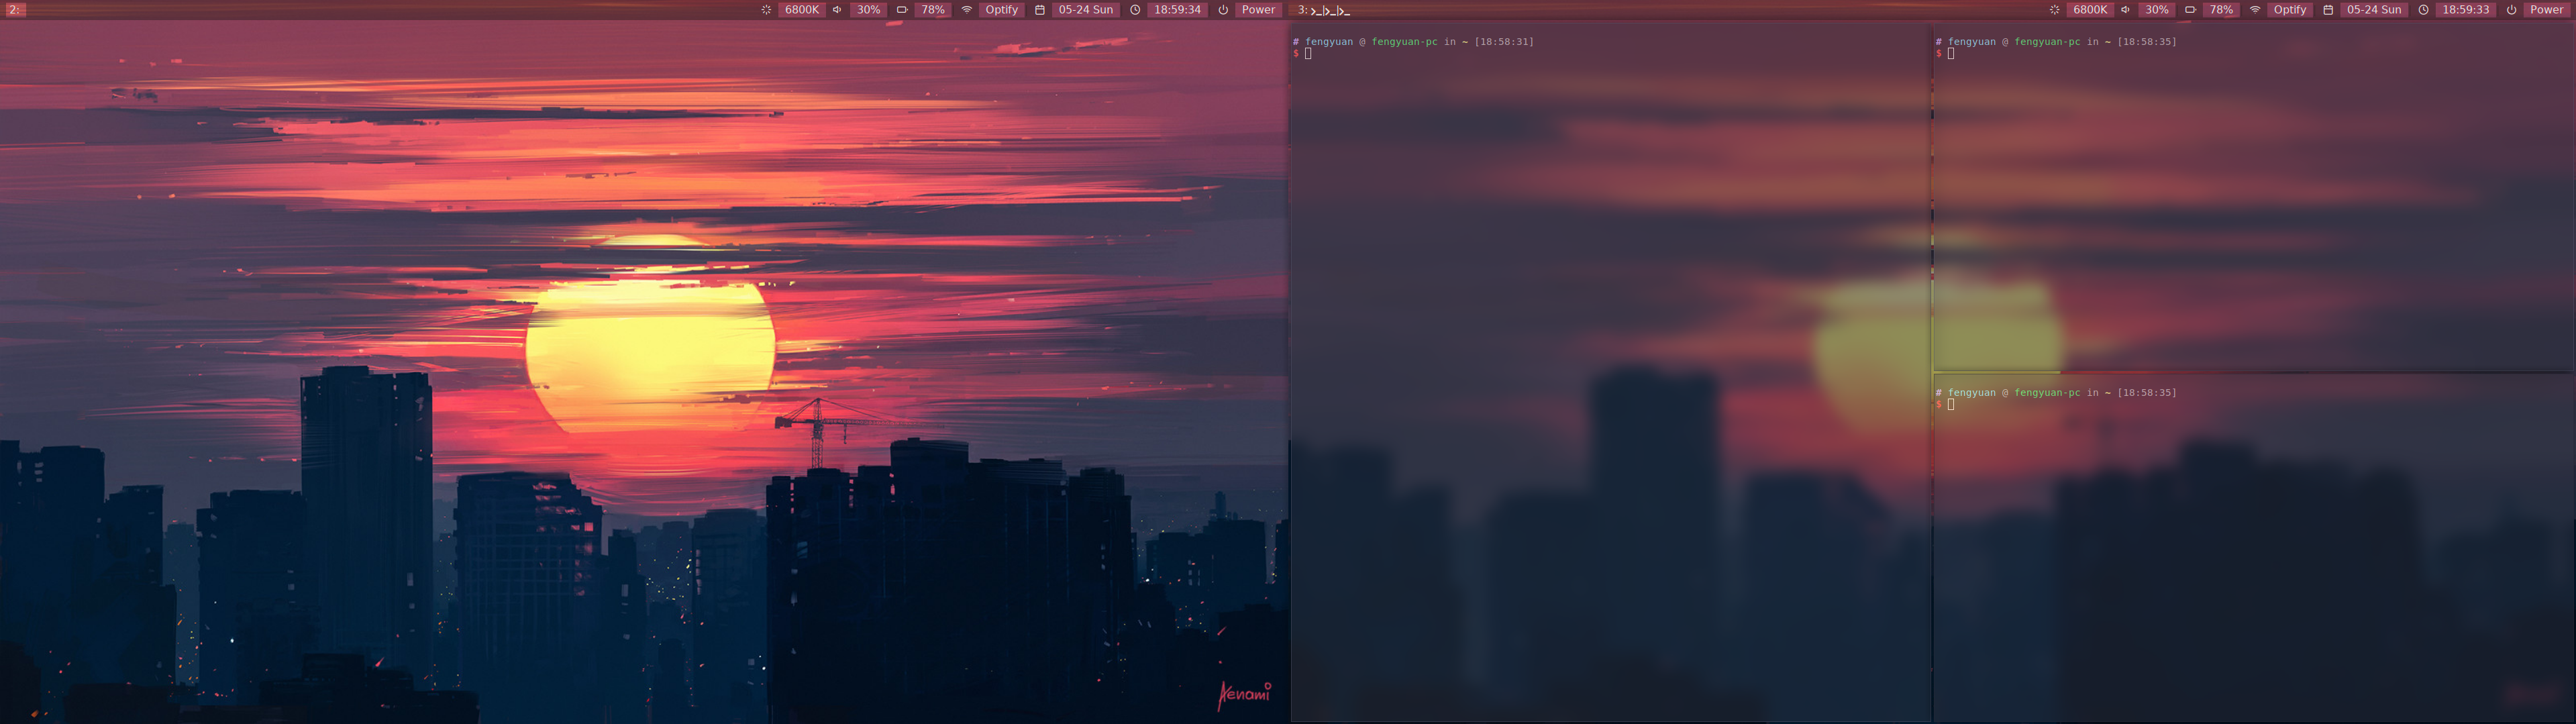 2: 6800K 30% 78% Optify 05-24 Sun 18:59:34 Power
3: >_|>_|>_ 6800K 30% 78% Optify 05-24 Sun 18:59:33 Power
# fengyuan @ fengyuan-pc in ~ [18:58:31]
$
# fengyuan @ fengyuan-pc in ~ [18:58:35]
$
# fengyuan @ fengyuan-pc in ~ [18:58:35]
$
Aenami